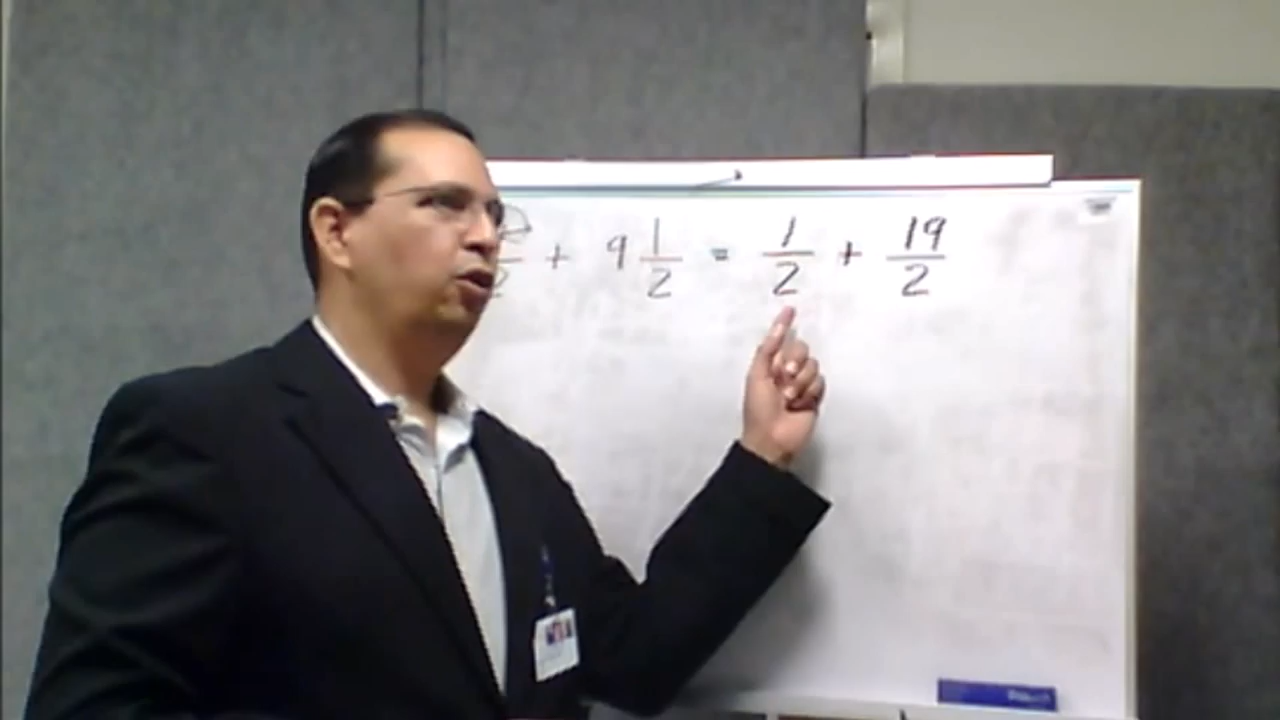 + 9 1/2 = 1/2 + 19/2